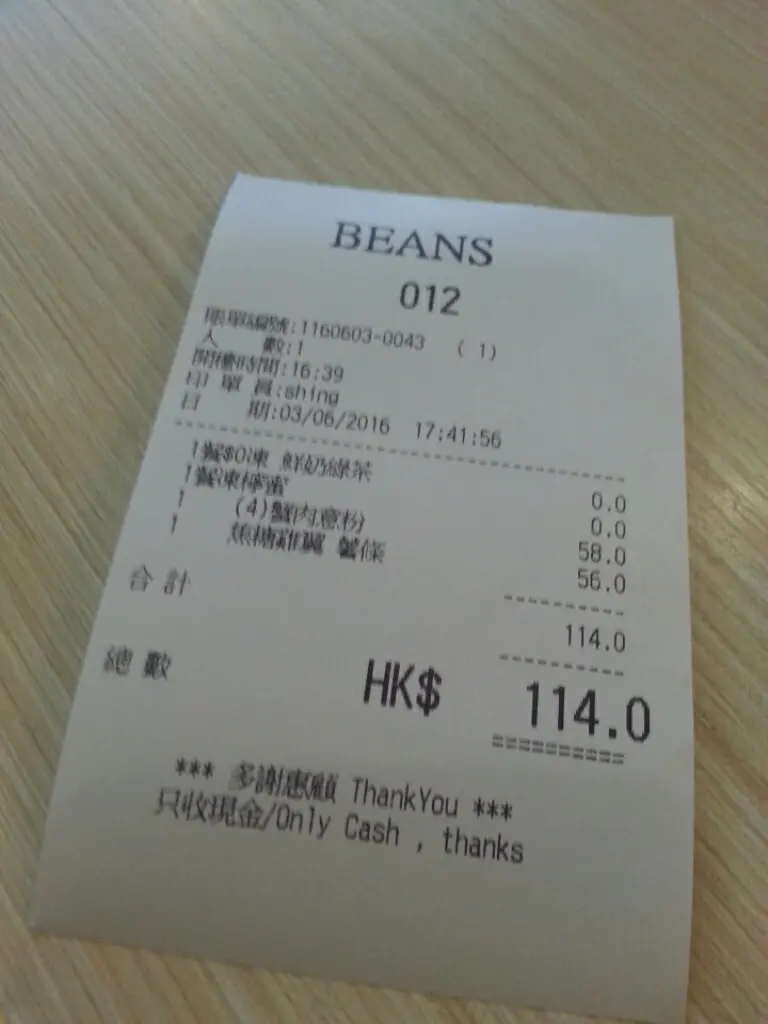 BEANS
012
賬單編號:1160603-0043 ( 1)
人 數:1
開檯時間:16:39
印 單 員:shing
日 期:03/06/2016 17:41:56
1餐$0凍 鮮奶綠茶 0.0
1餐凍檸蜜 0.0
1 (4)蟹肉意粉 58.0
1 焦糖雞翼 薯條 56.0
合 計 114.0
總 數 HK$ 114.0
*** 多謝惠顧 ThankYou ***
只收現金/Only Cash , thanks